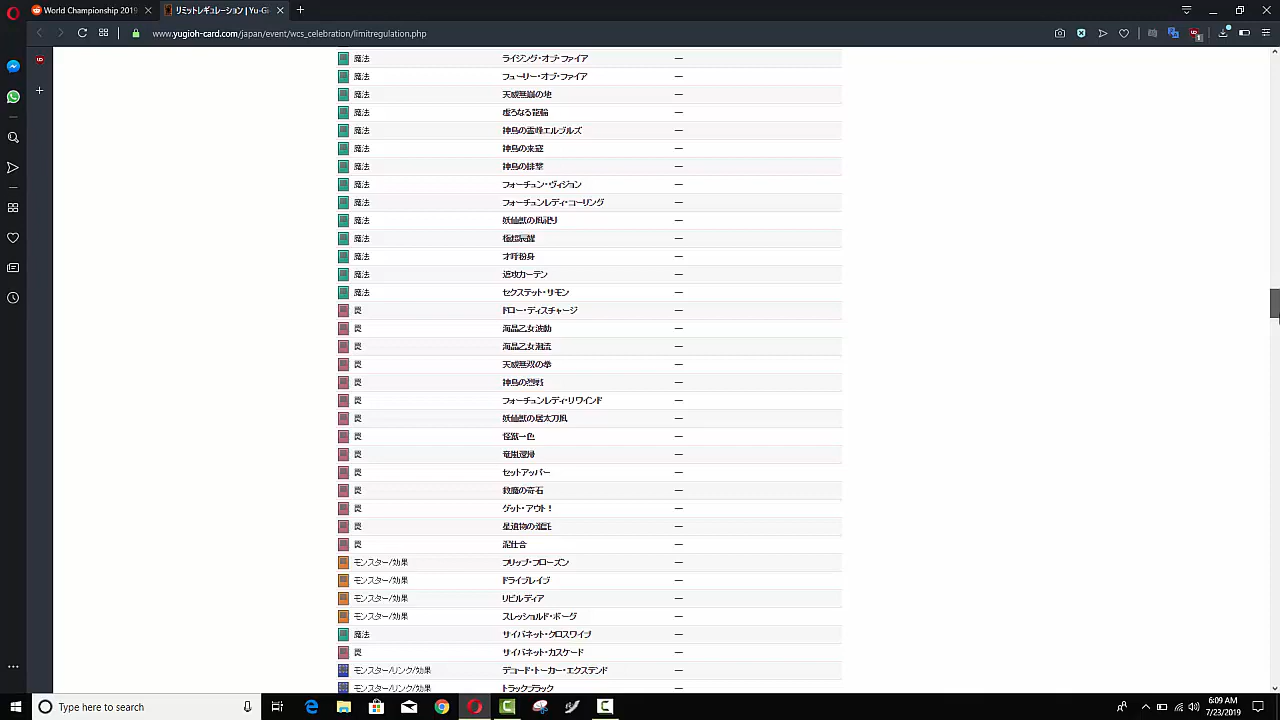 World Championship 2019
リミットレギュレーション | Yu-Gi
www.yugioh-card.com/japan/event/wcs_celebration/limitregulation.php
魔法 ライジング・オブ・ファイア —
魔法 フューリー・オブ・ファイア —
魔法 天威無崩の地 —
魔法 虚ろなる龍輪 —
魔法 神鳥の霊峰エルブルズ —
魔法 神鳥の来寇 —
魔法 神鳥の排撃 —
魔法 フォーチュン・ヴィジョン —
魔法 フォーチュンレディ・コーリング —
魔法 妖仙獣の風祀り —
魔法 極超辰醒 —
魔法 才呼粉身 —
魔法 追攻カーテン —
魔法 セクステット・サモン —
罠 ドロー・ディスチャージ —
罠 海晶乙女波動 —
罠 海晶乙女潮流 —
罠 天威無双の拳 —
罠 神鳥の烈戦 —
罠 フォーチュンレディ・リワインド —
罠 妖仙獣の居太刀風 —
罠 怪蹴一色 —
罠 竜嵐還帰 —
罠 セットアッパー —
罠 救魔の奇石 —
罠 ゲット・アウト！ —
罠 星遺物の —
罠 泥仕合 —
モンスター/効果 フリップ・フローズン —
モンスター/効果 ドライブレイブ —
モンスター/効果 リビルディア —
モンスター/効果 スレッショルド・ボーグ —
魔法 サイバネット・クロスワイプ —
罠 サイバネット・カスケード —
モンスター/リンク/効果 デコード・トーカー・エクステン —
Type here to search
6:09 AM
7/23/2019